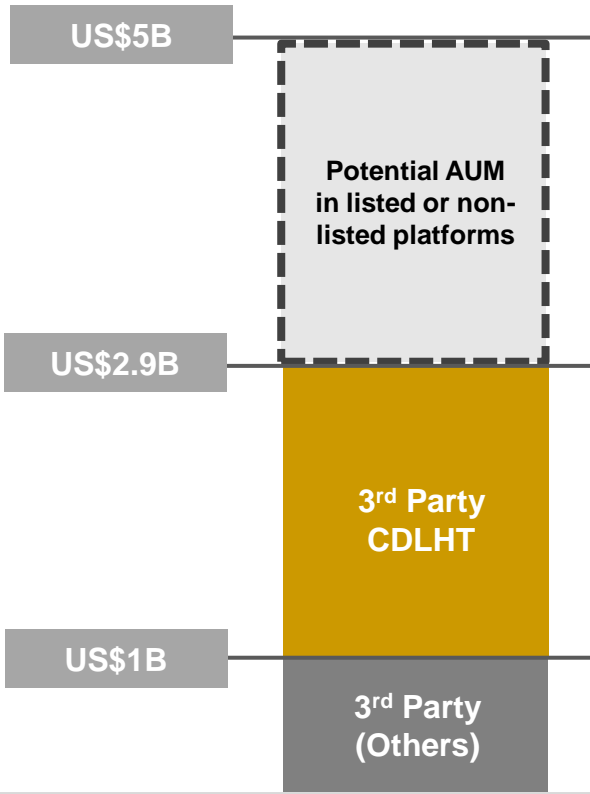 US$5B
Potential AUM
in listed or non-
listed platforms
US$2.9B
3rd Party
CDLHT
US$1B
3rd Party
(Others)